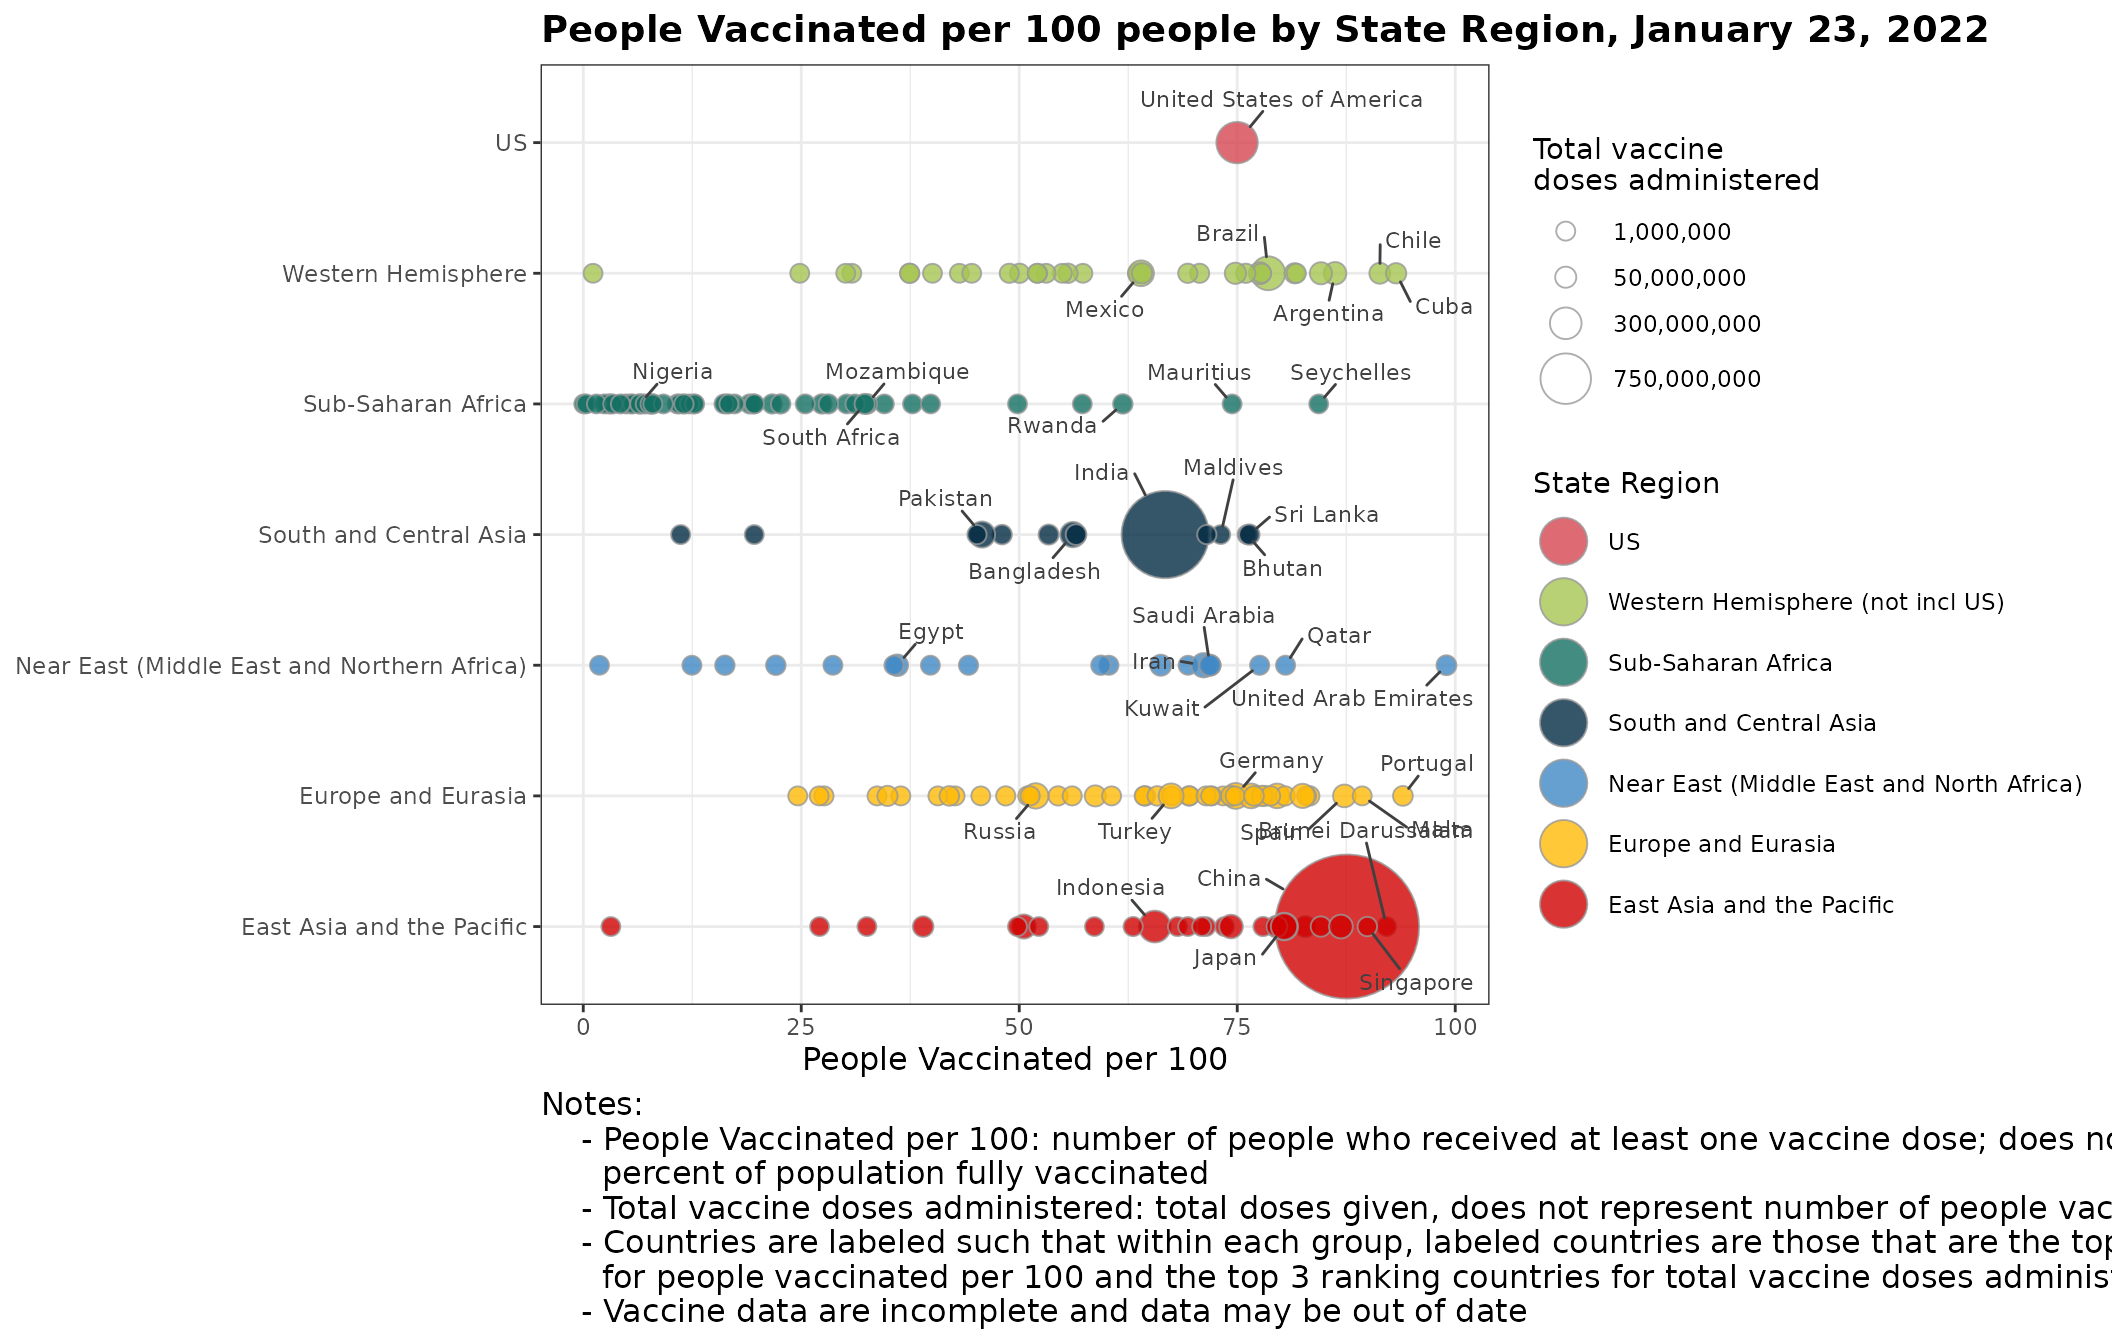 People Vaccinated per 100 people by State Region, January 23, 2022
United States of America
US
Brazil
Chile
Western Hemisphere
Mexico
Argentina
Cuba
Nigeria
Mozambique
Mauritius
Seychelles
Sub-Saharan Africa
South Africa
Rwanda
India
Maldives
Pakistan
Sri Lanka
South and Central Asia
Bangladesh
Bhutan
Saudi Arabia
Egypt
Qatar
Near East (Middle East and Northern Africa)
Iran
Kuwait
United Arab Emirates
Germany
Portugal
Europe and Eurasia
Russia
Turkey
Spain
Brunei Darussalam
Malta
China
Indonesia
East Asia and the Pacific
Japan
Singapore
0
25
50
75
100
People Vaccinated per 100
Total vaccine
doses administered
1,000,000
50,000,000
300,000,000
750,000,000
State Region
US
Western Hemisphere (not incl US)
Sub-Saharan Africa
South and Central Asia
Near East (Middle East and North Africa)
Europe and Eurasia
East Asia and the Pacific
Notes:
- People Vaccinated per 100: number of people who received at least one vaccine dose; does
percent of population fully vaccinated
- Total vaccine doses administered: total doses given, does not represent number of people
- Countries are labeled such that within each group, labeled countries are those that are the top
for people vaccinated per 100 and the top 3 ranking countries for total vaccine doses
- Vaccine data are incomplete and data may be out of date